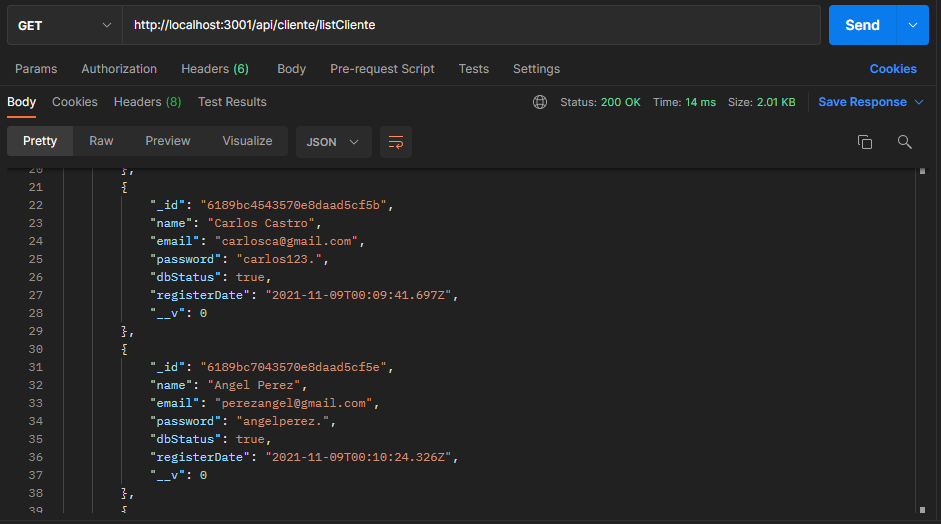 GET http://localhost:3001/api/cliente/listCliente Send
Params Authorization Headers (6) Body Pre-request Script Tests Settings Cookies
Body Cookies Headers (8) Test Results Status: 200 OK Time: 14 ms Size: 2.01 KB Save Response
Pretty Raw Preview Visualize JSON
20 },
21 {
22 "_id": "6189bc4543570e8daad5cf5b",
23 "name": "Carlos Castro",
24 "email": "carlosca@gmail.com",
25 "password": "carlos123.",
26 "dbStatus": true,
27 "registerDate": "2021-11-09T00:09:41.697Z",
28 "__v": 0
29 },
30 {
31 "_id": "6189bc7043570e8daad5cf5e",
32 "name": "Angel Perez",
33 "email": "perezangel@gmail.com",
34 "password": "angelperez.",
35 "dbStatus": true,
36 "registerDate": "2021-11-09T00:10:24.326Z",
37 "__v": 0
38 },
39 {